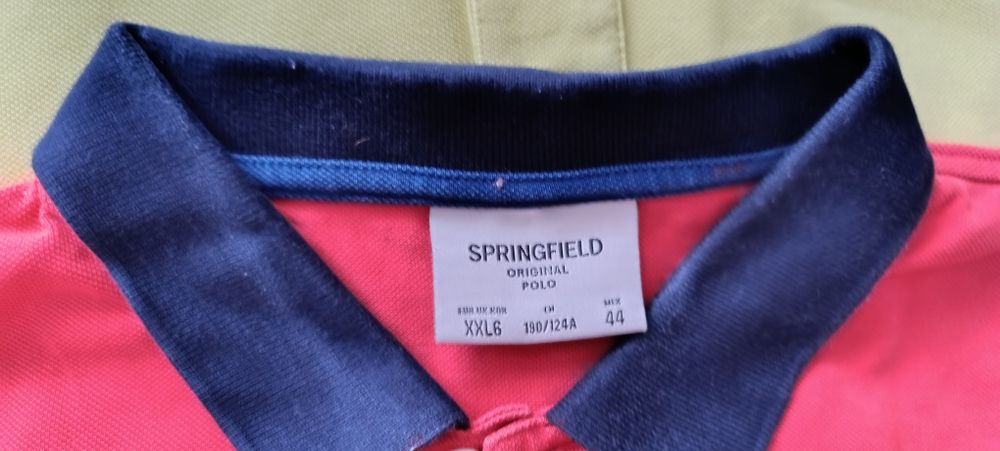 SPRINGFIELD
ORIGINAL
POLO
CN MEX
XXL6 190/124A 44